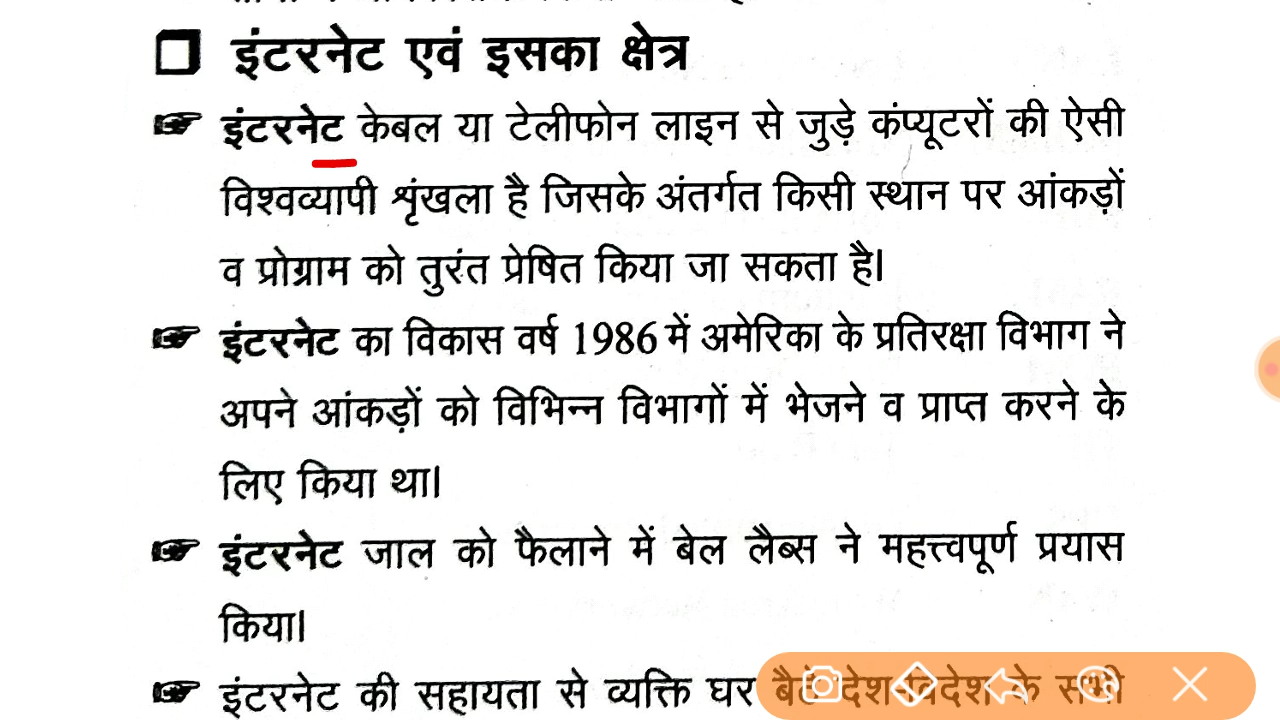 इंटरनेट एवं इसका क्षेत्र
इंटरनेट केबल या टेलीफोन लाइन से जुड़े कंप्यूटरों की ऐसी
विश्वव्यापी शृंखला है जिसके अंतर्गत किसी स्थान पर आंकड़ों
व प्रोग्राम को तुरंत प्रेषित किया जा सकता है।
इंटरनेट का विकास वर्ष 1986 में अमेरिका के प्रतिरक्षा विभाग ने
अपने आंकड़ों को विभिन्न विभागों में भेजने व प्राप्त करने के
लिए किया था।
इंटरनेट जाल को फैलाने में बेल लैब्स ने महत्त्वपूर्ण प्रयास
किया।
इंटरनेट की सहायता से व्यक्ति घर बैठे देश-विदेश के सभी